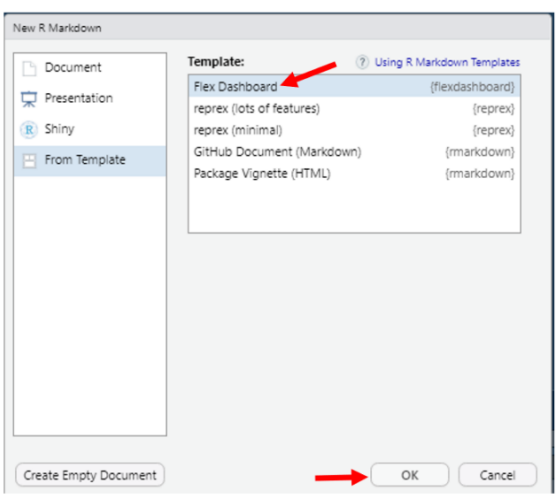 New R Markdown
Document
Presentation
R Shiny
From Template
Template:
? Using R Markdown Templates
Flex Dashboard {flexdashboard}
reprex (lots of features) {reprex}
reprex (minimal) {reprex}
GitHub Document (Markdown) {rmarkdown}
Package Vignette (HTML) {rmarkdown}
Create Empty Document
OK
Cancel